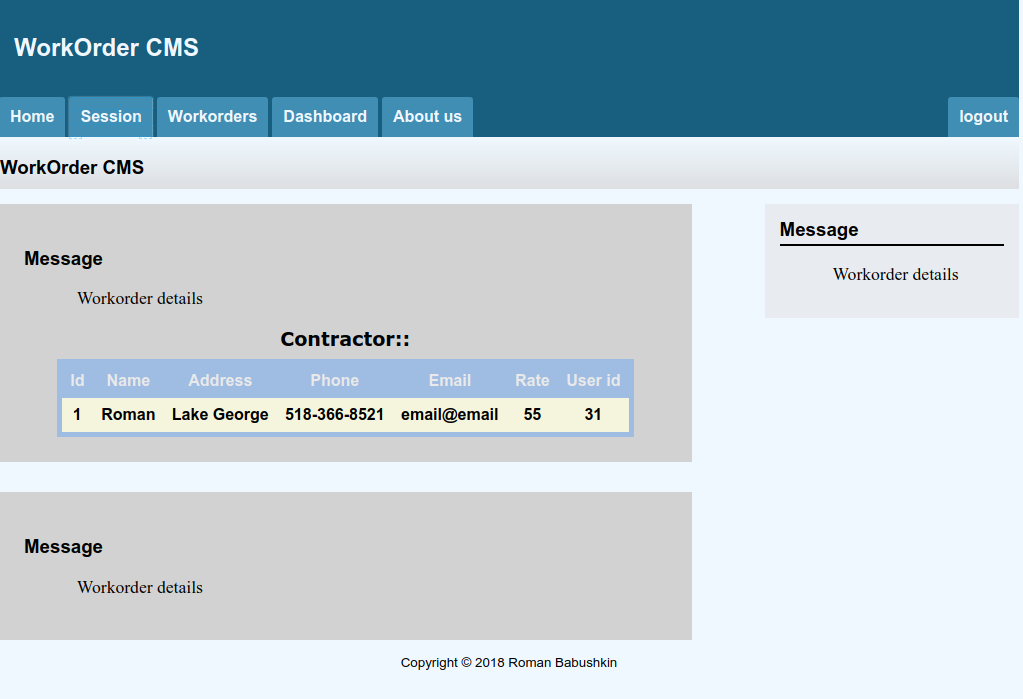 WorkOrder CMS
Home Session Workorders Dashboard About us logout
WorkOrder CMS
Message
Workorder details
Contractor::
Id Name Address Phone Email Rate User id
1 Roman Lake George 518-366-8521 email@email 55 31
Message
Workorder details
Message
Workorder details
Copyright © 2018 Roman Babushkin